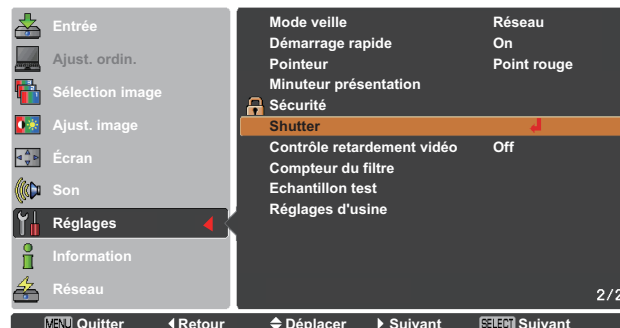 Entrée
Ajust. ordin.
Sélection image
Ajust. image
Écran
Son
Réglages
Information
Réseau
Mode veille Réseau
Démarrage rapide On
Pointeur Point rouge
Minuteur présentation
Sécurité
Shutter
Contrôle retardement vidéo Off
Compteur du filtre
Echantillon test
Réglages d'usine
2/2
MENU Quitter Retour Déplacer Suivant SELECT Suivant